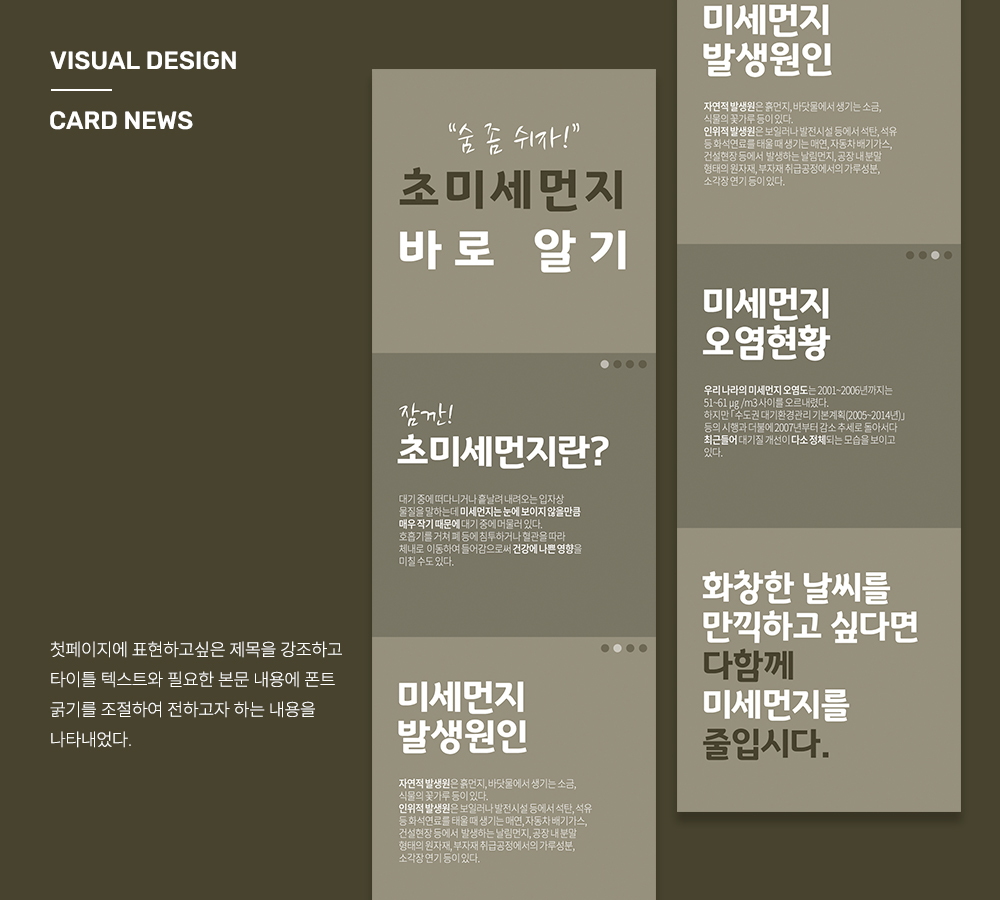 VISUAL DESIGN
CARD NEWS
첫페이지에 표현하고싶은 제목을 강조하고
타이틀 텍스트와 필요한 본문 내용에 폰트
굵기를 조절하여 전하고자 하는 내용을
나타내었다.
“숨 좀 쉬자!”
초미세먼지
바로 알기
잠깐!
초미세먼지란?
대기 중에 떠다니거나 흩날려 내려오는 입자상
물질을 말하는데 미세먼지는 눈에 보이지 않을만큼
매우 작기 때문에 대기 중에 머물러 있다.
호흡기를 거쳐 폐 등에 침투하거나 혈관을 따라
체내로 이동하여 들어감으로써 건강에 나쁜 영향을
미칠 수도 있다.
미세먼지
발생원인
자연적 발생원은 흙먼지, 바닷물에서 생기는 소금,
식물의 꽃가루 등이 있다.
인위적 발생원은 보일러나 발전시설 등에서 석탄, 석유
등 화석연료를 태울 때 생기는 매연, 자동차 배기가스,
건설현장 등에서 발생하는 날림먼지, 공장 내 분말
형태의 원자재, 부자재 취급공정에서의 가루성분,
소각장 연기 등이 있다.
미세먼지
발생원인
자연적 발생원은 흙먼지, 바닷물에서 생기는 소금,
식물의 꽃가루 등이 있다.
인위적 발생원은 보일러나 발전시설 등에서 석탄, 석유
등 화석연료를 태울 때 생기는 매연, 자동차 배기가스,
건설현장 등에서 발생하는 날림먼지, 공장 내 분말
형태의 원자재, 부자재 취급공정에서의 가루성분,
소각장 연기 등이 있다.
미세먼지
오염현황
우리 나라의 미세먼지 오염도는 2001~2006년까지는
51~61 µg /m3 사이를 오르내렸다.
하지만 「수도권 대기환경관리 기본계획(2005~2014년)」
등의 시행과 더불에 2007년부터 감소 추세로 돌아서다
최근들어 대기질 개선이 다소 정체되는 모습을 보이고
있다.
화창한 날씨를
만끽하고 싶다면
다함께
미세먼지를
줄입시다.